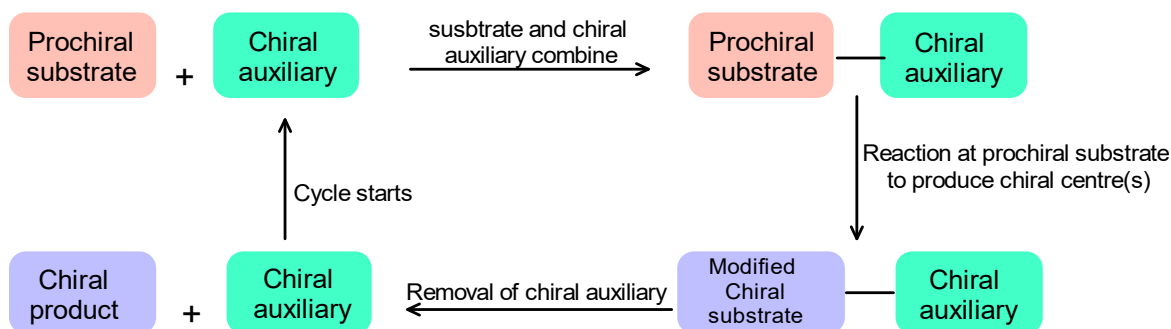 Prochiral
substrate
+
Chiral
auxiliary
susbtrate and chiral
auxiliary combine
Prochiral
substrate
Chiral
auxiliary
Reaction at prochiral substrate
to produce chiral centre(s)
Cycle starts
Chiral
product
+
Chiral
auxiliary
Removal of chiral auxiliary
Modified
Chiral
substrate
Chiral
auxiliary